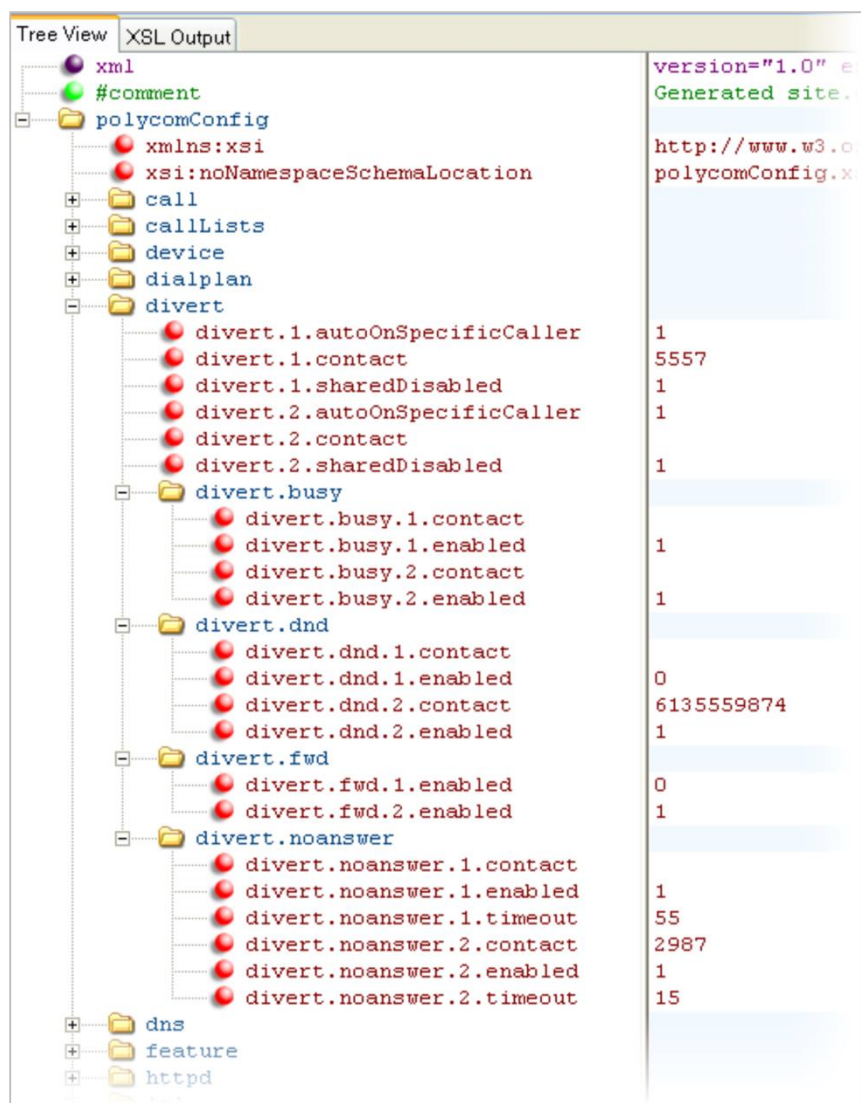 Tree View XSL Output
xml version="1.0" e
#comment Generated site.
polycomConfig
xmlns:xsi http://www.w3.o
xsi:noNamespaceSchemaLocation polycomConfig.x
call
callLists
device
dialplan
divert
divert.1.autoOnSpecificCaller 1
divert.1.contact 5557
divert.1.sharedDisabled 1
divert.2.autoOnSpecificCaller 1
divert.2.contact
divert.2.sharedDisabled 1
divert.busy
divert.busy.1.contact
divert.busy.1.enabled 1
divert.busy.2.contact
divert.busy.2.enabled 1
divert.dnd
divert.dnd.1.contact
divert.dnd.1.enabled 0
divert.dnd.2.contact 6135559874
divert.dnd.2.enabled 1
divert.fwd
divert.fwd.1.enabled 0
divert.fwd.2.enabled 1
divert.noanswer
divert.noanswer.1.contact
divert.noanswer.1.enabled 1
divert.noanswer.1.timeout 55
divert.noanswer.2.contact 2987
divert.noanswer.2.enabled 1
divert.noanswer.2.timeout 15
dns
feature
httpd